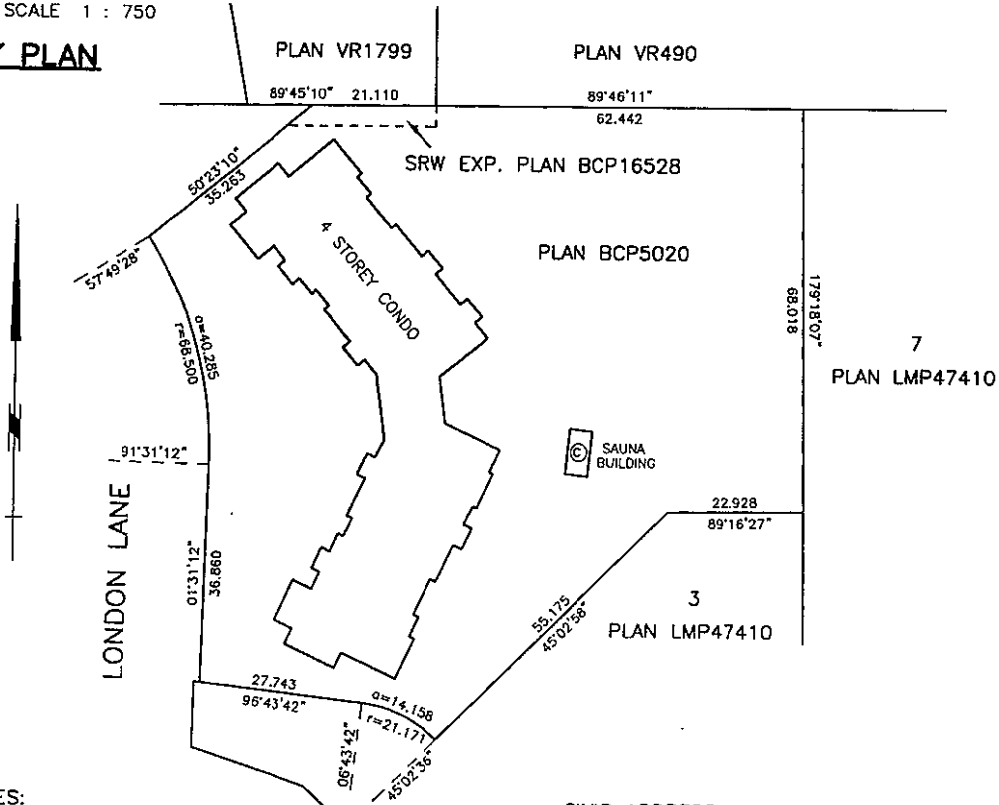 SCALE 1 : 750
Y PLAN
PLAN VR1799
PLAN VR490
89°45'10" 21.110
89°46'11"
62.442
SRW EXP. PLAN BCP16528
50°23'10"
35.263
4 STOREY CONDO
PLAN BCP5020
57°49'28"
179°18'07"
68.018
a=40.285
r=68.500
7
PLAN LMP47410
91°31'12"
© SAUNA
BUILDING
LONDON LANE
22.928
89°16'27"
01°31'12"
36.860
3
PLAN LMP47410
55.175
45°02'58"
27.743
96°43'42"
a=14.158
r=21.171
06°43'42"
45°02'36"
ES: